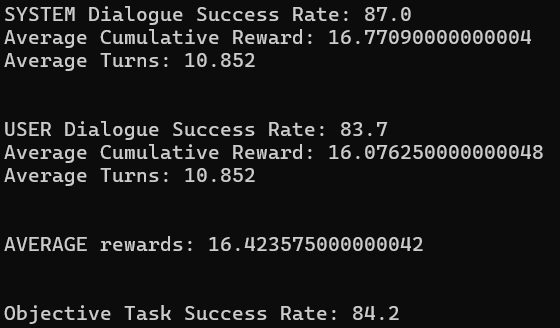 SYSTEM Dialogue Success Rate: 87.0
Average Cumulative Reward: 16.77090000000004
Average Turns: 10.852
USER Dialogue Success Rate: 83.7
Average Cumulative Reward: 16.076250000000048
Average Turns: 10.852
AVERAGE rewards: 16.423575000000042
Objective Task Success Rate: 84.2